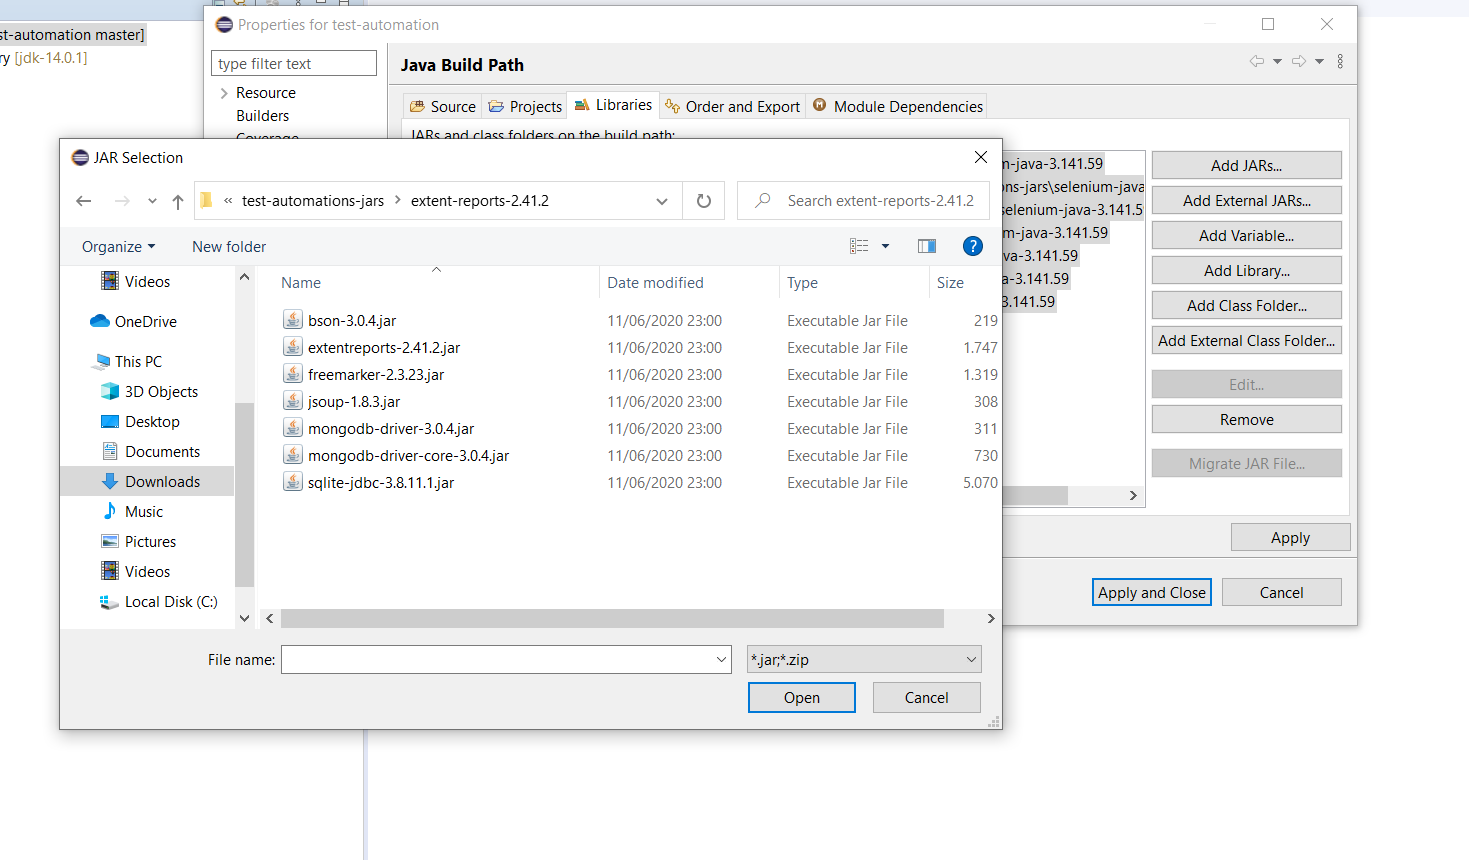 st-automation master]
ry [jdk-14.0.1]
Properties for test-automation
type filter text
Resource
Builders
Coverage
Java Build Path
Source
Projects
Libraries
Order and Export
Module Dependencies
JARs and class folders on the build path:
m-java-3.141.59
ons-jars\selenium-java
selenium-java-3.141.5
m-java-3.141.59
va-3.141.59
a-3.141.59
3.141.59
Add JARs...
Add External JARs...
Add Variable...
Add Library...
Add Class Folder...
Add External Class Folder...
Edit...
Remove
Migrate JAR File...
Apply
Apply and Close
Cancel
JAR Selection
« test-automations-jars > extent-reports-2.41.2
Search extent-reports-2.41.2
Organize
New folder
Videos
OneDrive
This PC
3D Objects
Desktop
Documents
Downloads
Music
Pictures
Videos
Local Disk (C:)
Name Date modified Type Size
bson-3.0.4.jar 11/06/2020 23:00 Executable Jar File 219
extentreports-2.41.2.jar 11/06/2020 23:00 Executable Jar File 1.747
freemarker-2.3.23.jar 11/06/2020 23:00 Executable Jar File 1.319
jsoup-1.8.3.jar 11/06/2020 23:00 Executable Jar File 308
mongodb-driver-3.0.4.jar 11/06/2020 23:00 Executable Jar File 311
mongodb-driver-core-3.0.4.jar 11/06/2020 23:00 Executable Jar File 730
sqlite-jdbc-3.8.11.1.jar 11/06/2020 23:00 Executable Jar File 5.070
File name:
*.jar;*.zip
Open
Cancel